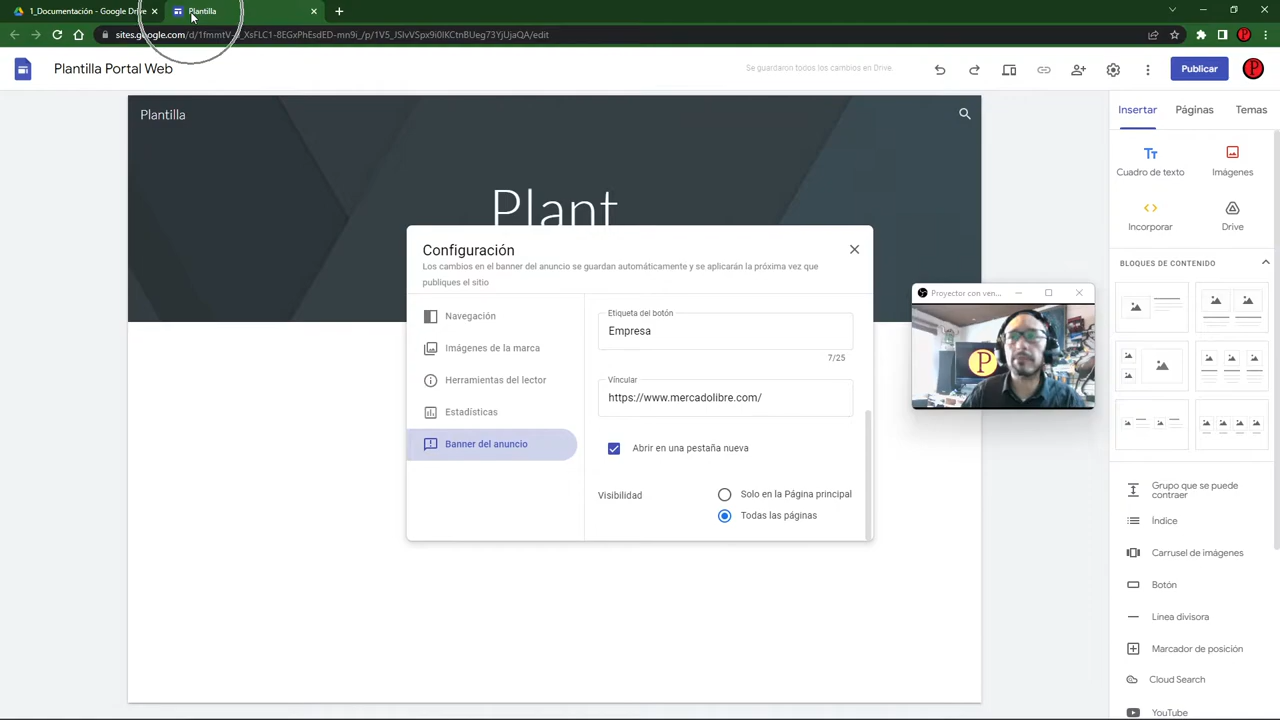 1_Documentación - Google Drive
Plantilla
sites.google.com
/edit
Plantilla Portal Web
Se guardaron todos los cambios en Drive.
Publicar
Plantilla
Plant
Insertar
Páginas
Temas
Cuadro de texto
Imágenes
Incorporar
Drive
BLOQUES DE CONTENIDO
Configuración
Los cambios en el banner del anuncio se guardan automáticamente y se aplicarán la próxima vez que
publiques el sitio
Navegación
Imágenes de la marca
Herramientas del lector
Estadísticas
Banner del anuncio
Etiqueta del botón
Empresa
7/25
Vincular
https://www.mercadolibre.com/
Abrir en una pestaña nueva
Visibilidad
Solo en la Página principal
Todas las páginas
Proyector con ven...
P
Grupo que se puede
contraer
Índice
Carrusel de imágenes
Botón
Línea divisora
Marcador de posición
Cloud Search
YouTube